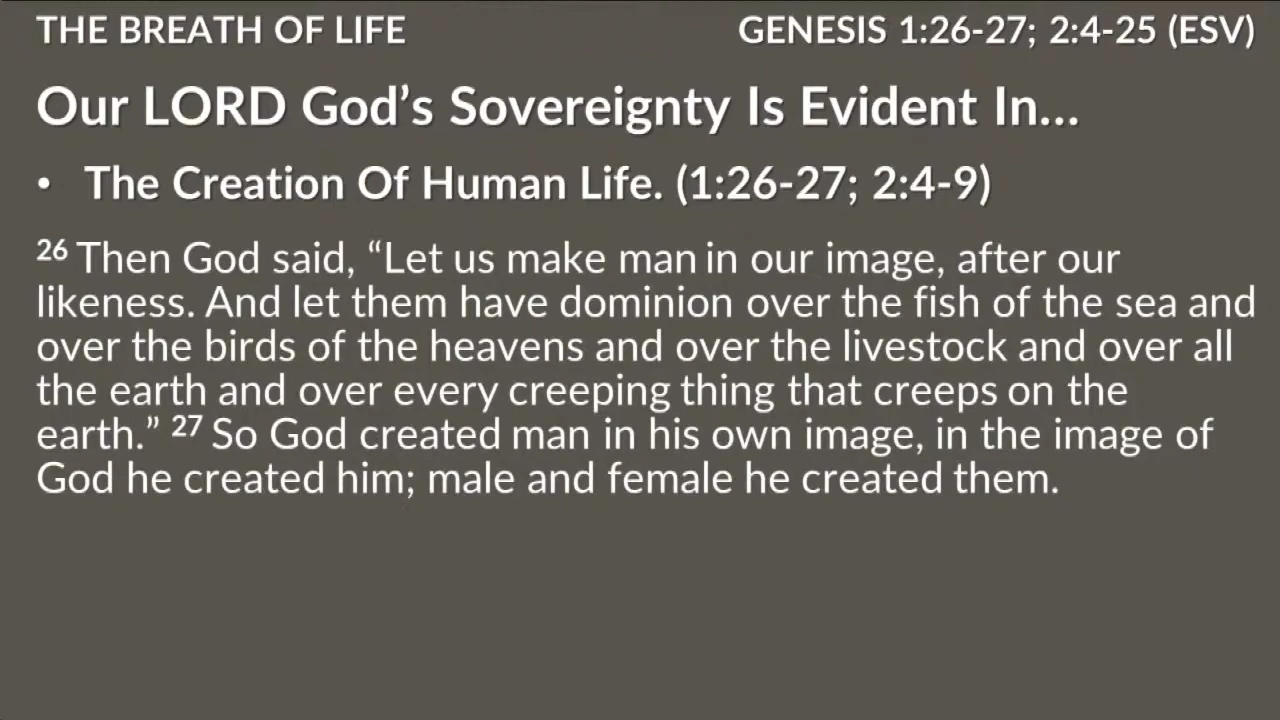 THE BREATH OF LIFE GENESIS 1:26-27; 2:4-25 (ESV)
Our LORD God’s Sovereignty Is Evident In…
• The Creation Of Human Life. (1:26-27; 2:4-9)
26 Then God said, “Let us make man in our image, after our
likeness. And let them have dominion over the fish of the sea and
over the birds of the heavens and over the livestock and over all
the earth and over every creeping thing that creeps on the
earth.” 27 So God created man in his own image, in the image of
God he created him; male and female he created them.